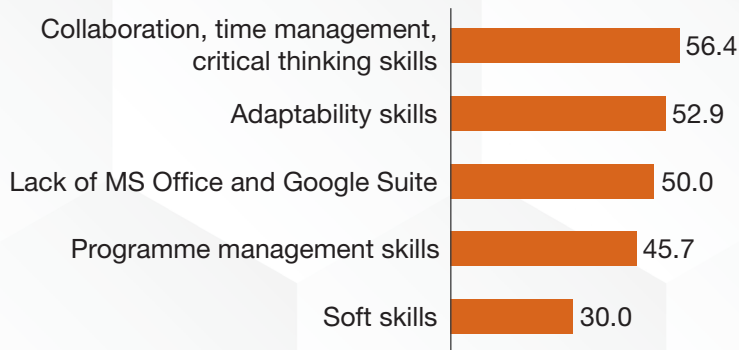 Collaboration, time management,
critical thinking skills
56.4
Adaptability skills
52.9
Lack of MS Office and Google Suite
50.0
Programme management skills
45.7
Soft skills
30.0